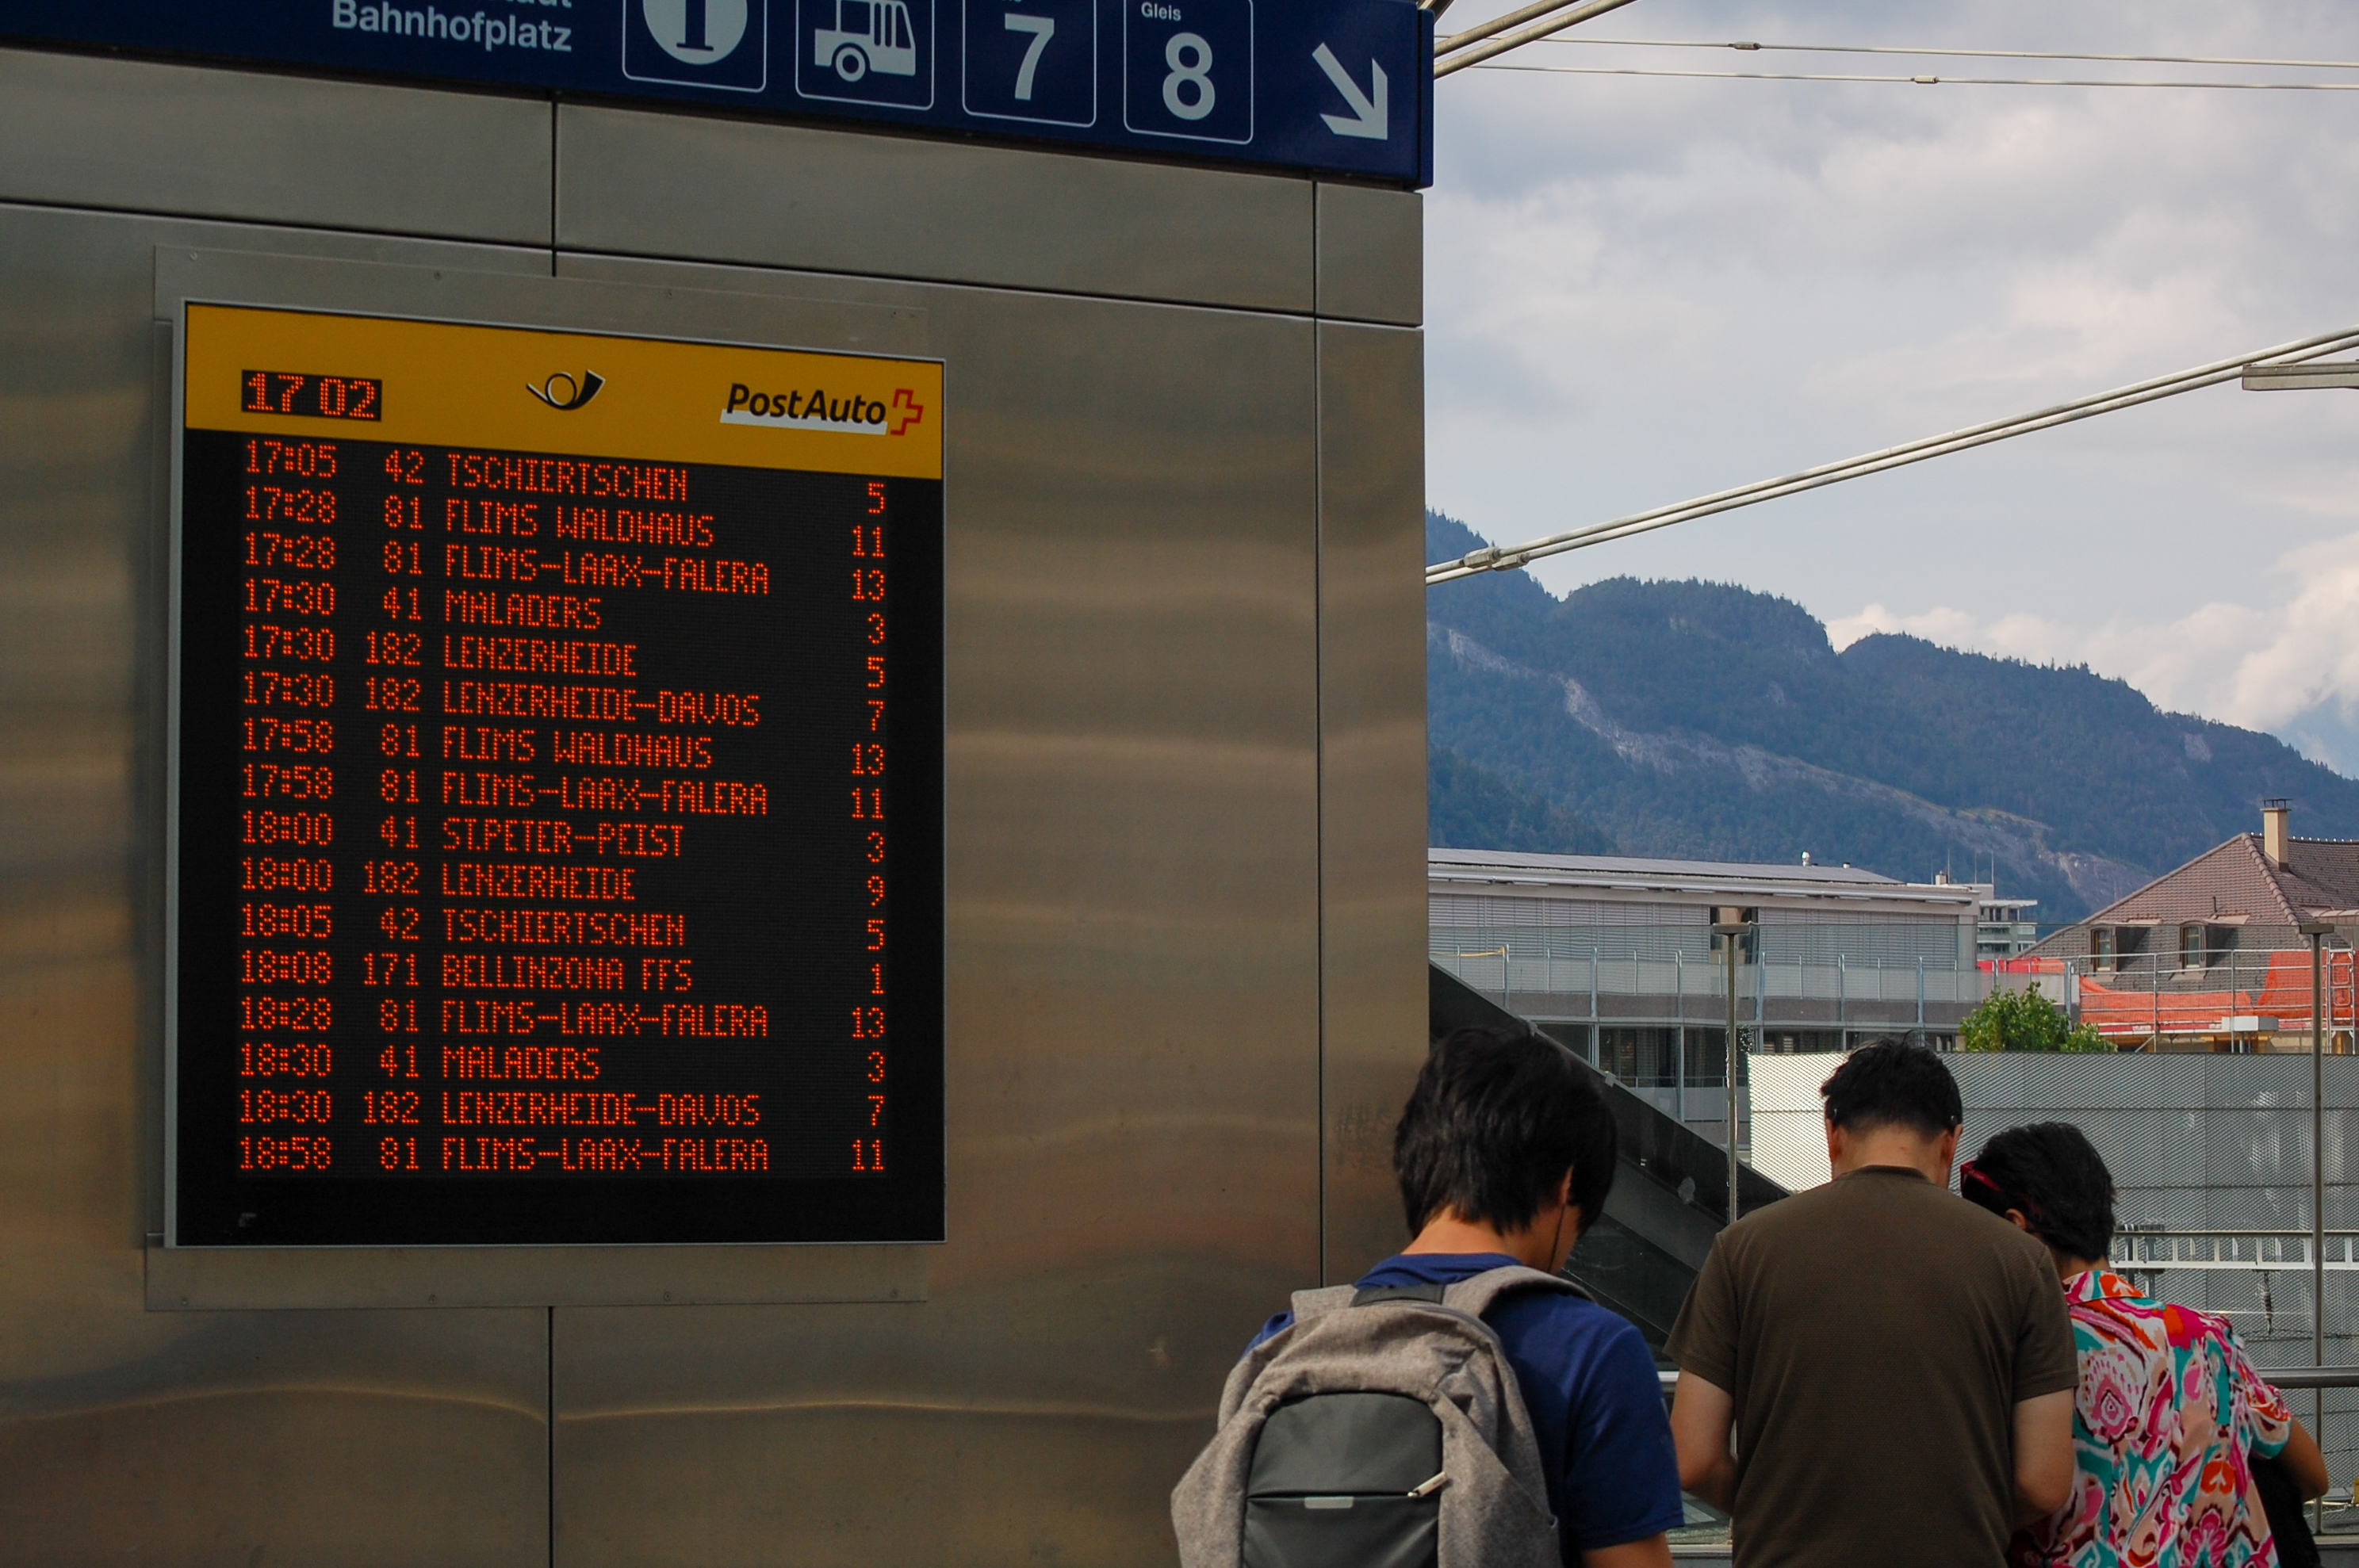 Bahnhofplatz
i
7
Gleis
8
17 02
PostAuto
17:05 42 TSCHIERTSCHEN 5
17:28 81 FLIMS WALDHAUS 11
17:28 81 FLIMS-LAAX-FALERA 13
17:30 41 MALADERS 3
17:30 182 LENZERHEIDE 5
17:30 182 LENZERHEIDE-DAVOS 7
17:58 81 FLIMS WALDHAUS 13
17:58 81 FLIMS-LAAX-FALERA 11
18:00 41 ST.PETER-PEIST 3
18:00 182 LENZERHEIDE 9
18:05 42 TSCHIERTSCHEN 5
18:08 171 BELLINZONA FFS 1
18:28 81 FLIMS-LAAX-FALERA 13
18:30 41 MALADERS 3
18:30 182 LENZERHEIDE-DAVOS 7
18:58 81 FLIMS-LAAX-FALERA 11